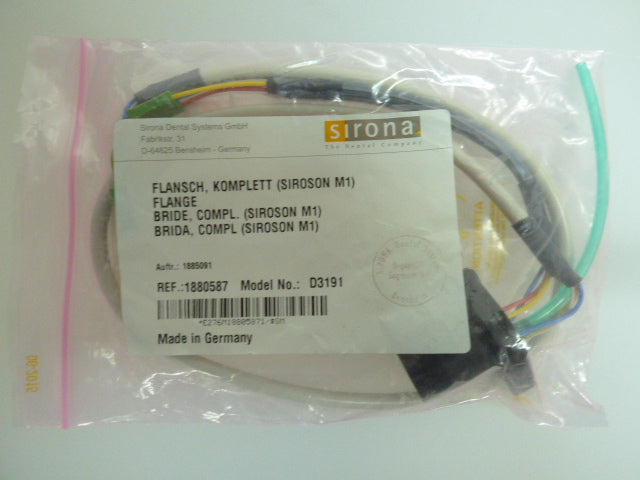 Sirona Dental Systems GmbH
Fabrikstr. 31
D-64625 Bensheim - Germany
sirona.
The Dental Company
FLANSCH, KOMPLETT (SIROSON M1)
FLANGE
BRIDE, COMPL. (SIROSON M1)
BRIDA, COMPL (SIROSON M1)
Auftr.: 1885091
REF.:1880587 Model No.: D3191
Made in Germany